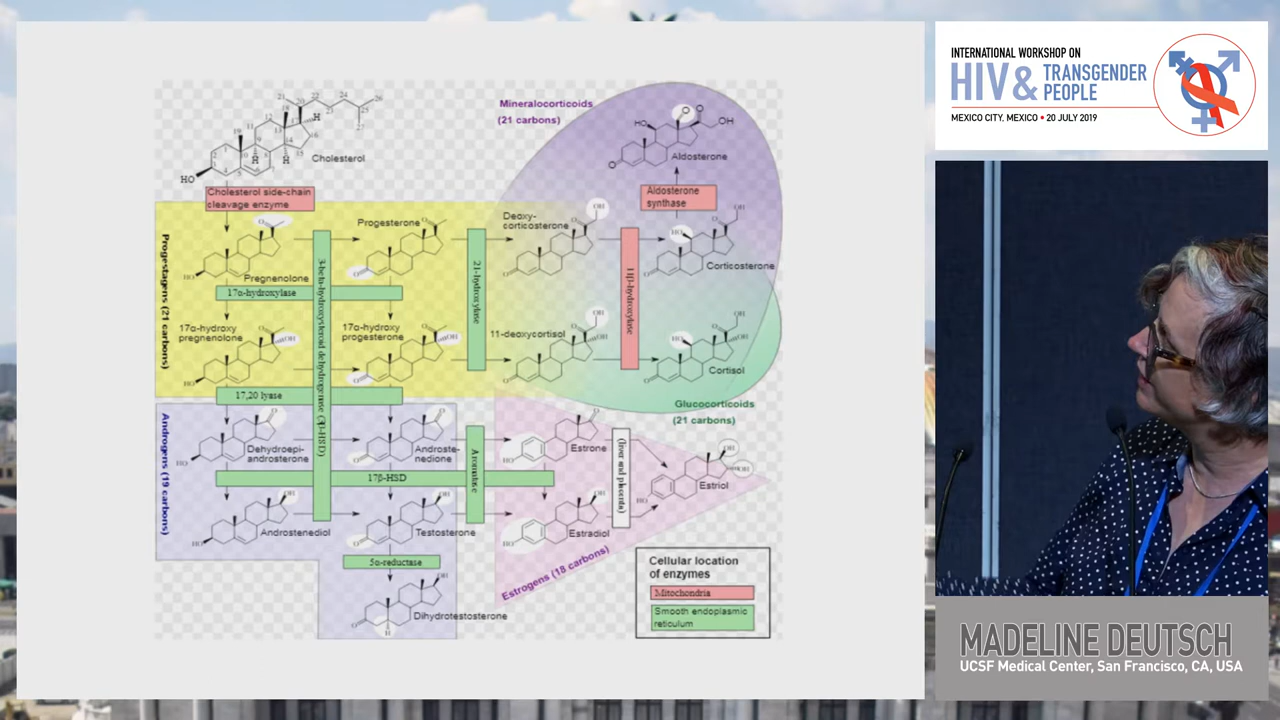 Mineralocorticoids
(21 carbons)
Cholesterol
HO
Cholesterol side-chain
cleavage enzyme
Progestagens (21 carbons)
Pregnenolone
Progesterone
Deoxy-
corticosterone
Aldosterone
Aldosterone
synthase
Corticosterone
3-beta-hydroxysteroid dehydrogenase (3β-HSD)
21-hydroxylase
11β-hydroxylase
17α-hydroxylase
17α-hydroxy
pregnenolone
17α-hydroxy
progesterone
11-deoxycortisol
Cortisol
17,20 lyase
Glucocorticoids
(21 carbons)
Androgens (19 carbons)
Dehydroepi-
androsterone
Androste-
nedione
Aromatase
Estrone
(liver and placenta)
Estriol
17β-HSD
Androstenediol
Testosterone
Estradiol
5α-reductase
Dihydrotestosterone
Estrogens (18 carbons)
Cellular location
of enzymes
Mitochondria
Smooth endoplasmic
reticulum
INTERNATIONAL WORKSHOP ON
HIV & TRANSGENDER
PEOPLE
MEXICO CITY, MEXICO • 20 JULY 2019
MADELINE DEUTSCH
UCSF Medical Center, San Francisco, CA, USA